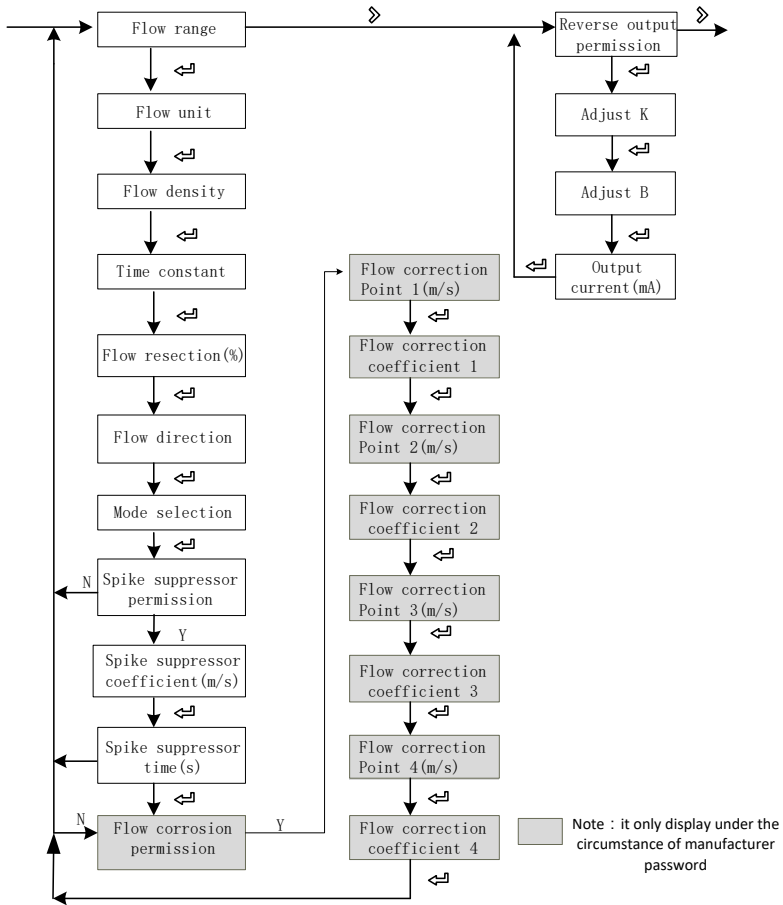 Flow range
Flow unit
Flow density
Time constant
Flow resection(%)
Flow direction
Mode selection
N
Spike suppressor
permission
Y
Spike suppressor
coefficient(m/s)
Spike suppressor
time(s)
N
Flow corrosion
permission
Y
Flow correction
Point 1(m/s)
Flow correction
coefficient 1
Flow correction
Point 2(m/s)
Flow correction
coefficient 2
Flow correction
Point 3(m/s)
Flow correction
coefficient 3
Flow correction
Point 4(m/s)
Flow correction
coefficient 4
Reverse output
permission
Adjust K
Adjust B
Output
current(mA)
Note：it only display under the
circumstance of manufacturer
password